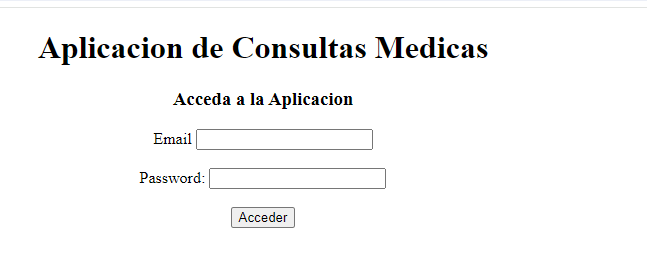 Aplicacion de Consultas Medicas
Acceda a la Aplicacion
Email
Password:
Acceder